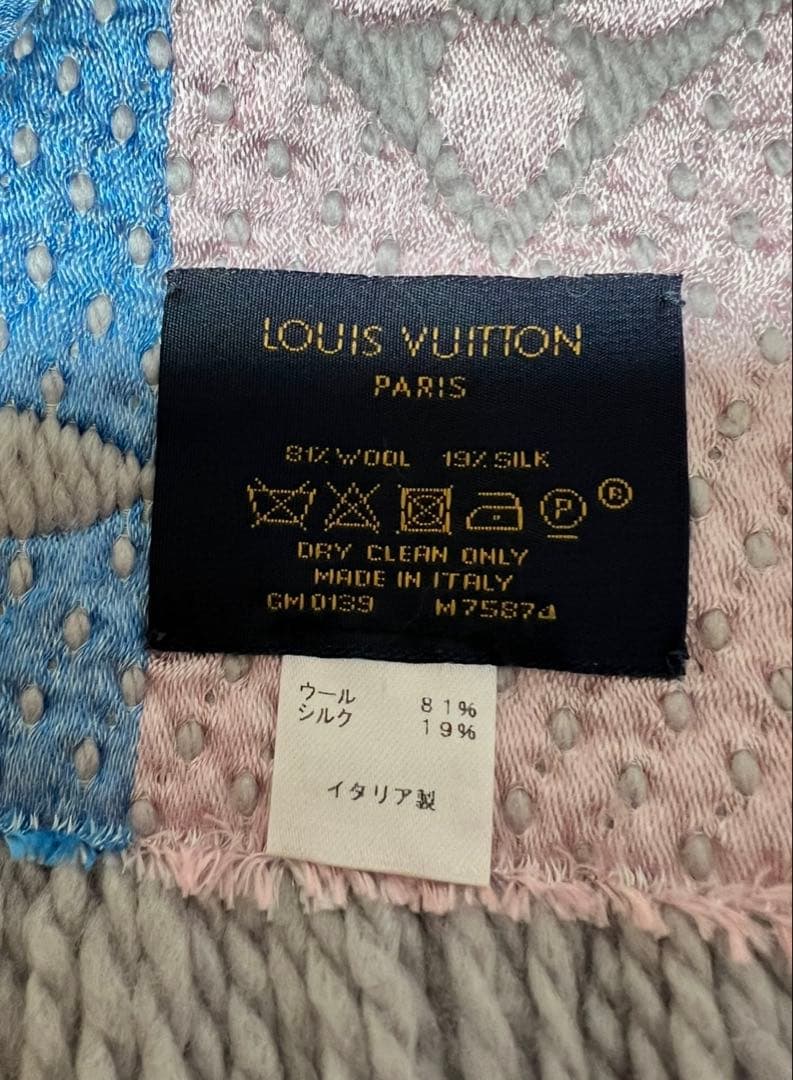 LOUIS VUITTON
PARIS
81% WOOL 19% SILK
P ®
DRY CLEAN ONLY
MADE IN ITALY
GM0139 M75874
ウール 81%
シルク 19%
イタリア製